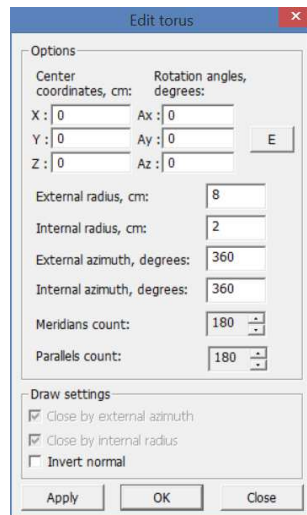 Edit torus
Options
Center coordinates, cm:
Rotation angles, degrees:
X : 0 Ax : 0
Y : 0 Ay : 0 E
Z : 0 Az : 0
External radius, cm: 8
Internal radius, cm: 2
External azimuth, degrees: 360
Internal azimuth, degrees: 360
Meridians count: 180
Parallels count: 180
Draw settings
Close by external azimuth
Close by internal radius
Invert normal
Apply OK Close